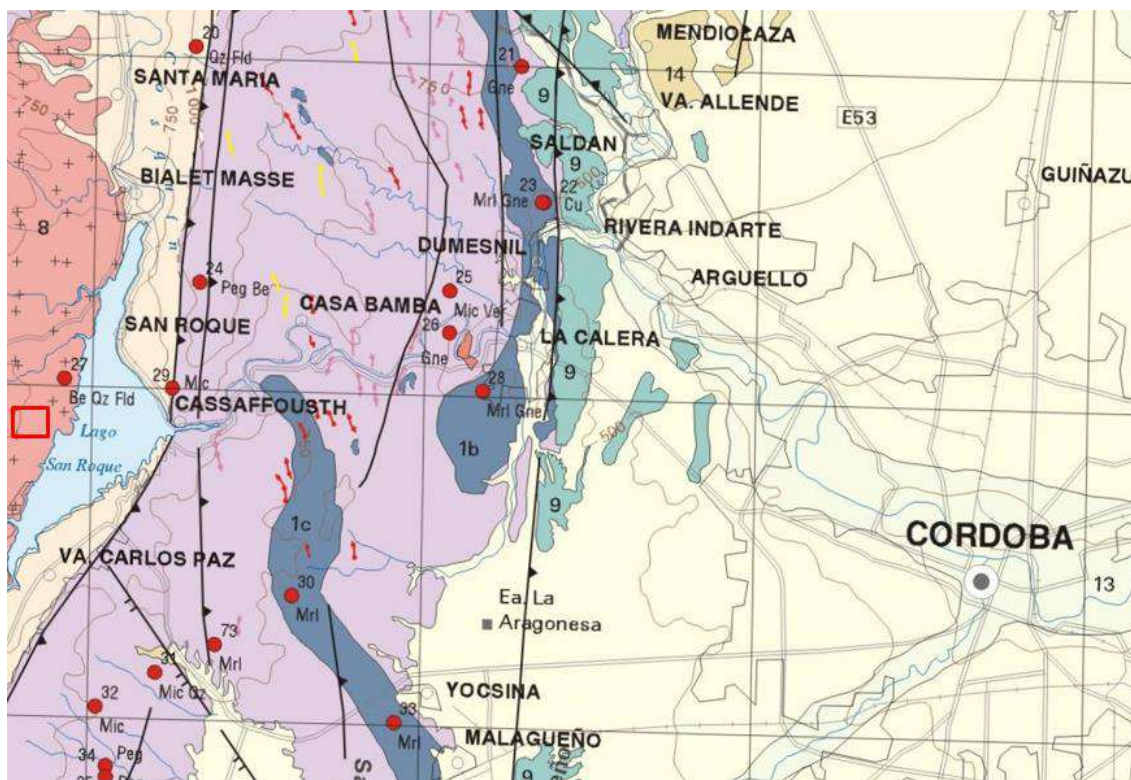 20
Qz Fld
SANTA MARIA
750
1000
750
750
21
Gne
MENDIOLAZA
14
VA. ALLENDE
E53
9
SALDAN
9
600
GUIÑAZU
BIALET MASSE
8
23
Mrl Gne
22
Cu
RIVERA INDARTE
DUMESNIL
ARGUELLO
24
Peg Be
25
Mic Ver
CASA BAMBA
SAN ROQUE
26
Gne
LA CALERA
9
27
Be Qz Fld
29
Mic
CASSAFFOUSTH
28
Mrl Gne
Lago
San Roque
1b
500
9
1c
CORDOBA
VA. CARLOS PAZ
30
Mrl
Ea. La
Aragonesa
13
73
Mrl
31
Mic Qz
32
Mic
YOCSINA
33
Mrl
MALAGUEÑO
34
Peg
9